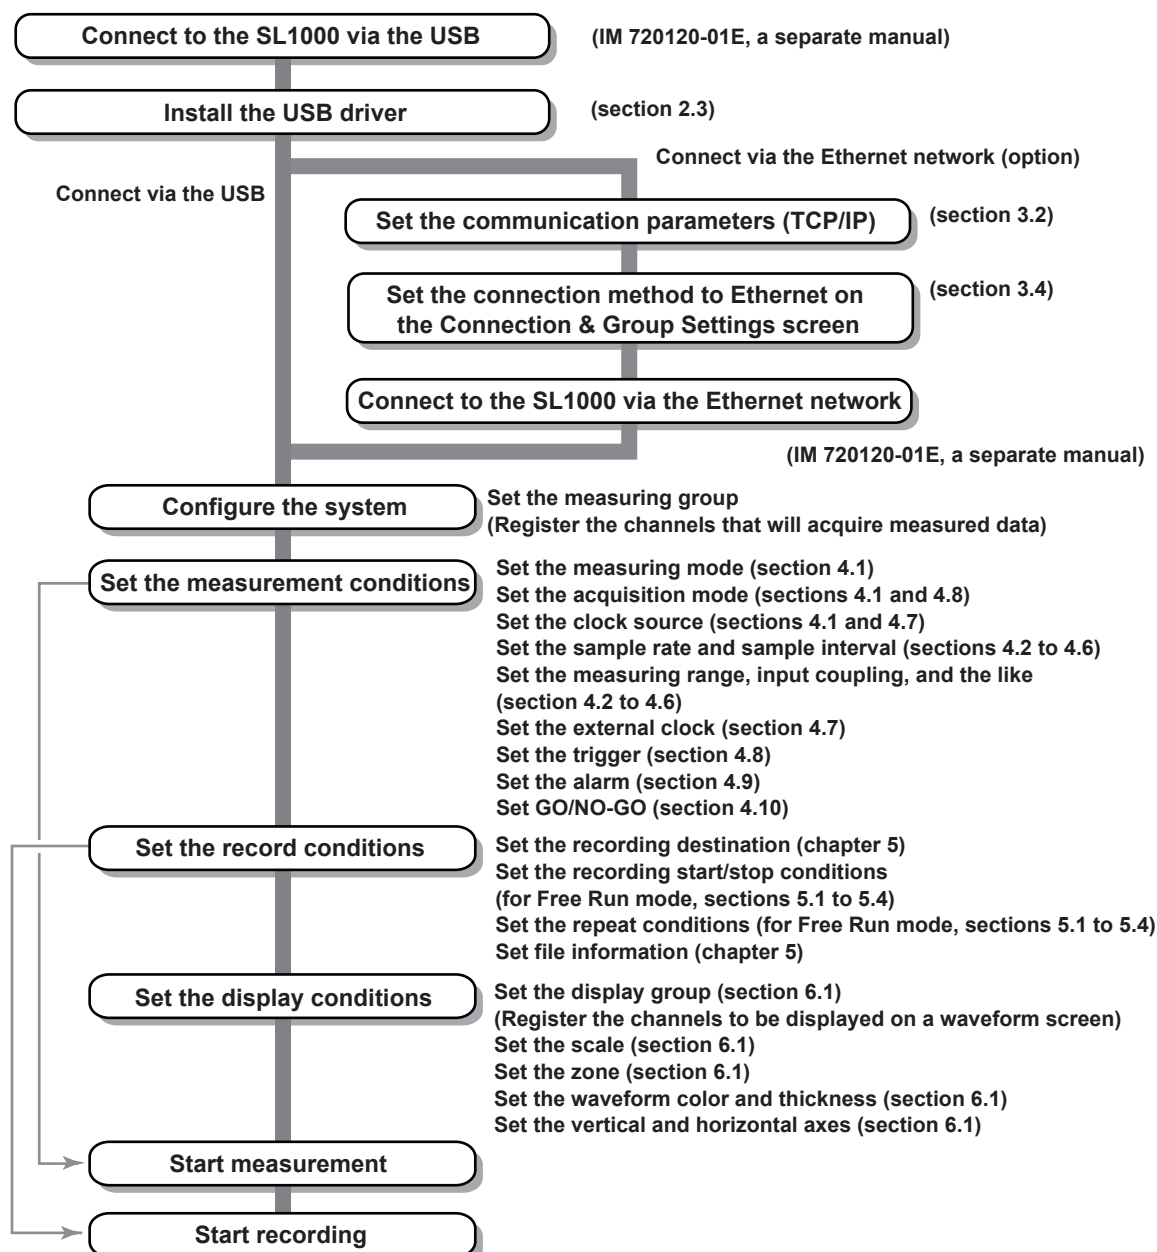 Connect to the SL1000 via the USB
(IM 720120-01E, a separate manual)
Install the USB driver
(section 2.3)
Connect via the Ethernet network (option)
Connect via the USB
Set the communication parameters (TCP/IP)
(section 3.2)
Set the connection method to Ethernet on
the Connection & Group Settings screen
(section 3.4)
Connect to the SL1000 via the Ethernet network
(IM 720120-01E, a separate manual)
Configure the system
Set the measuring group
(Register the channels that will acquire measured data)
Set the measurement conditions
Set the measuring mode (section 4.1)
Set the acquisition mode (sections 4.1 and 4.8)
Set the clock source (sections 4.1 and 4.7)
Set the sample rate and sample interval (sections 4.2 to 4.6)
Set the measuring range, input coupling, and the like
(section 4.2 to 4.6)
Set the external clock (section 4.7)
Set the trigger (section 4.8)
Set the alarm (section 4.9)
Set GO/NO-GO (section 4.10)
Set the record conditions
Set the recording destination (chapter 5)
Set the recording start/stop conditions
(for Free Run mode, sections 5.1 to 5.4)
Set the repeat conditions (for Free Run mode, sections 5.1 to 5.4)
Set file information (chapter 5)
Set the display conditions
Set the display group (section 6.1)
(Register the channels to be displayed on a waveform screen)
Set the scale (section 6.1)
Set the zone (section 6.1)
Set the waveform color and thickness (section 6.1)
Set the vertical and horizontal axes (section 6.1)
Start measurement
Start recording